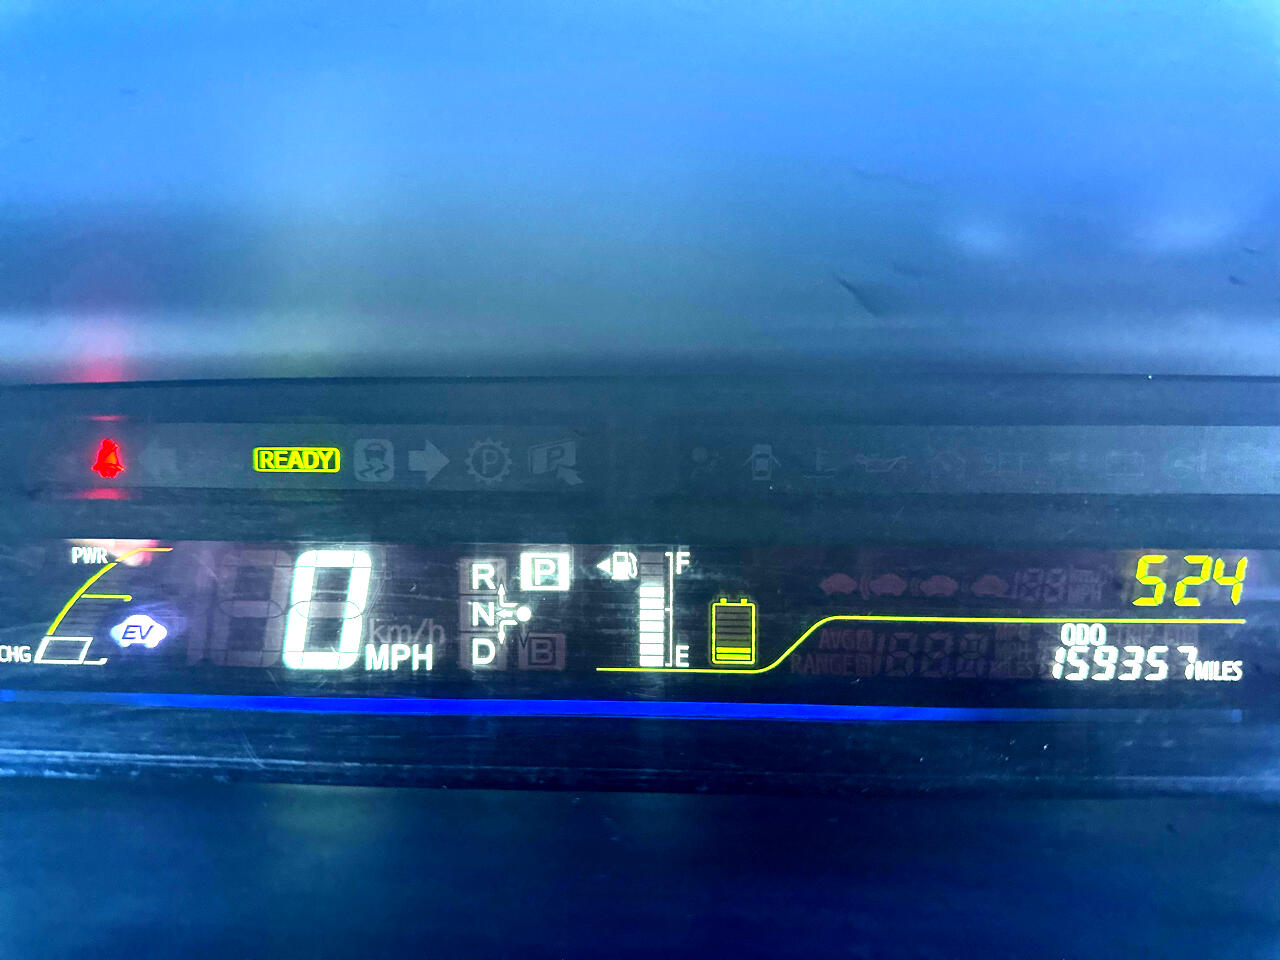 READY
PWR
CHG
EV
0
km/h
MPH
R
N
D
P
B
F
E
524
ODO
159357 MILES